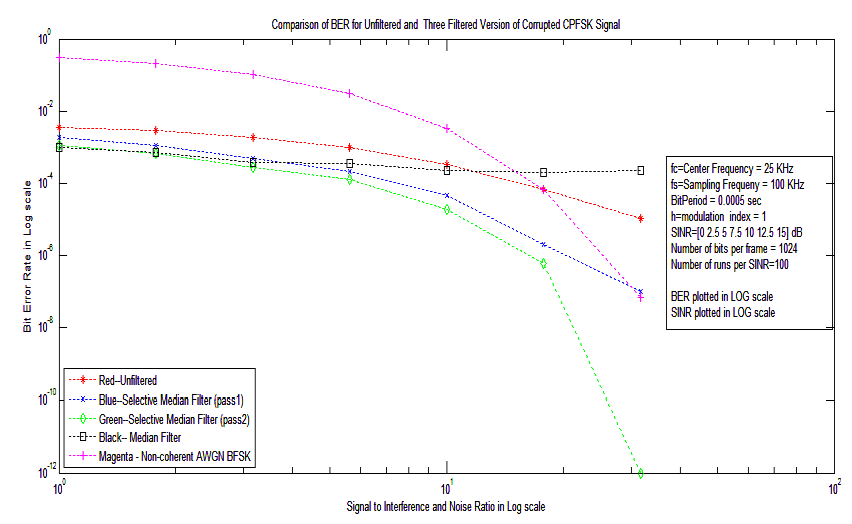 Comparison of BER for Unfiltered and Three Filtered Version of Corrupted CPFSK Signal
10^0
10^-2
10^-4
10^-6
10^-8
10^-10
10^-12
Bit Error Rate in Log scale
fc=Center Frequency = 25 KHz
fs=Sampling Frequeny = 100 KHz
BitPeriod = 0.0005 sec
h=modulation index = 1
SINR=[0 2.5 5 7.5 10 12.5 15] dB
Number of bits per frame = 1024
Number of runs per SINR=100
BER plotted in LOG scale
SINR plotted in LOG scale
Red--Unfiltered
Blue--Selective Median Filter (pass1)
Green--Selective Median Filter (pass2)
Black-- Median Filter
Magenta - Non-coherent AWGN BFSK
10^0
10^1
10^2
Signal to Interference and Noise Ratio in Log scale